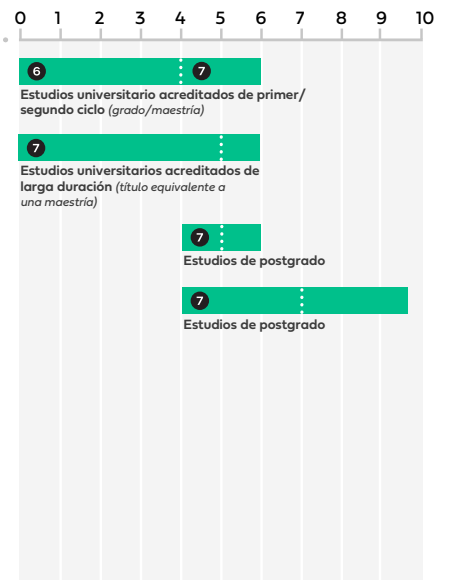 0 1 2 3 4 5 6 7 8 9 10
6 7
Estudios universitario acreditados de primer/
segundo ciclo (grado/maestría)
7
Estudios universitarios acreditados de
larga duración (título equivalente a
una maestría)
7
Estudios de postgrado
7
Estudios de postgrado